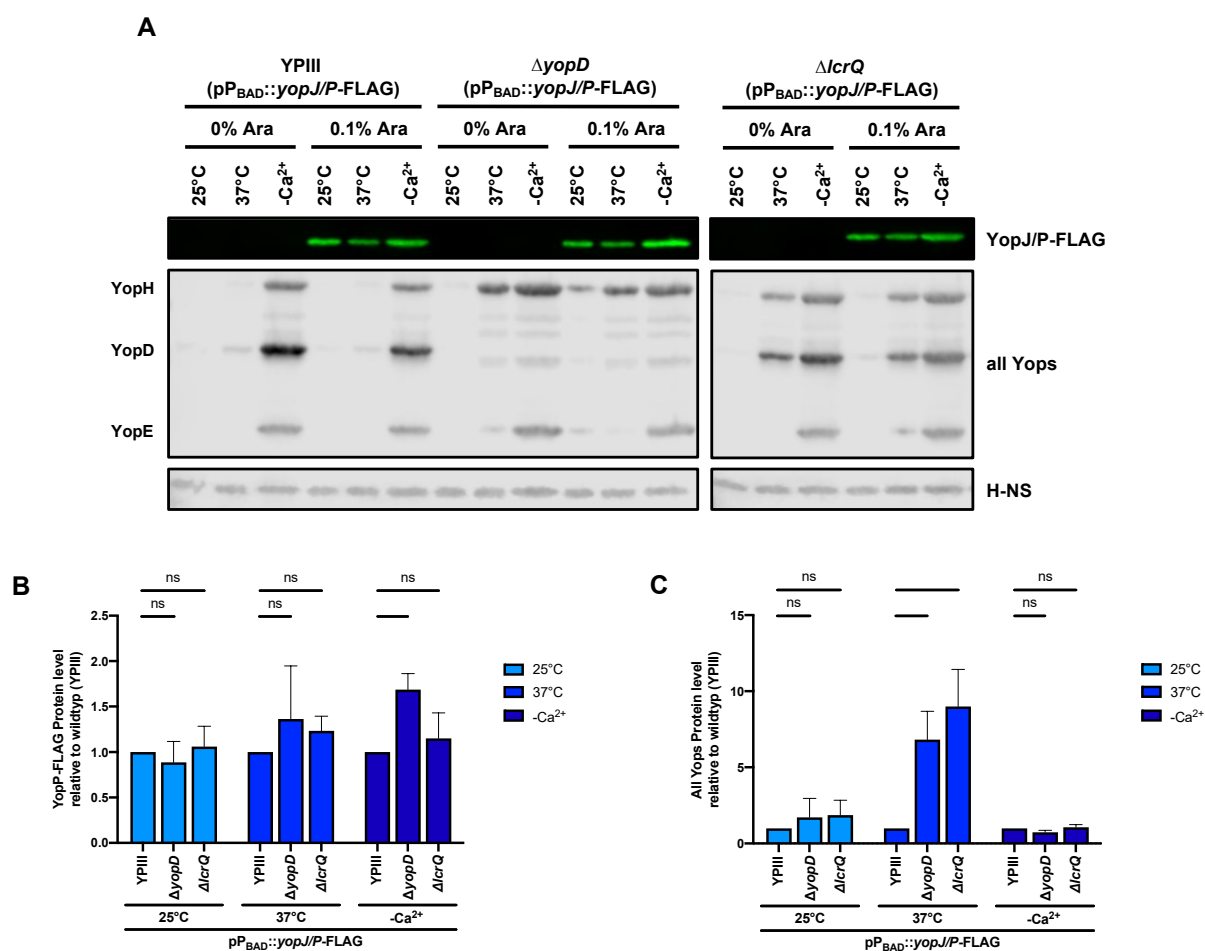 A
YPIII
(pPBAD::yopJ/P-FLAG)
ΔyopD
(pPBAD::yopJ/P-FLAG)
ΔlcrQ
(pPBAD::yopJ/P-FLAG)
0% Ara 0.1% Ara 0% Ara 0.1% Ara 0% Ara 0.1% Ara
25°C 37°C -Ca2+ 25°C 37°C -Ca2+ 25°C 37°C -Ca2+ 25°C 37°C -Ca2+ 25°C 37°C -Ca2+ 25°C 37°C -Ca2+
YopJ/P-FLAG
YopH
YopD
YopE
all Yops
H-NS
B
YopP-FLAG Protein level
relative to wildtyp (YPIII)
2.5
2.0
1.5
1.0
0.5
0.0
ns ns ns
ns ns
25°C
37°C
-Ca2+
YPIII ΔyopD ΔlcrQ YPIII ΔyopD ΔlcrQ YPIII ΔyopD ΔlcrQ
25°C 37°C -Ca2+
pPBAD::yopJ/P-FLAG
C
All Yops Protein level
relative to wildtyp (YPIII)
15
10
5
0
ns ns
ns ns
25°C
37°C
-Ca2+
YPIII ΔyopD ΔlcrQ YPIII ΔyopD ΔlcrQ YPIII ΔyopD ΔlcrQ
25°C 37°C -Ca2+
pPBAD::yopJ/P-FLAG